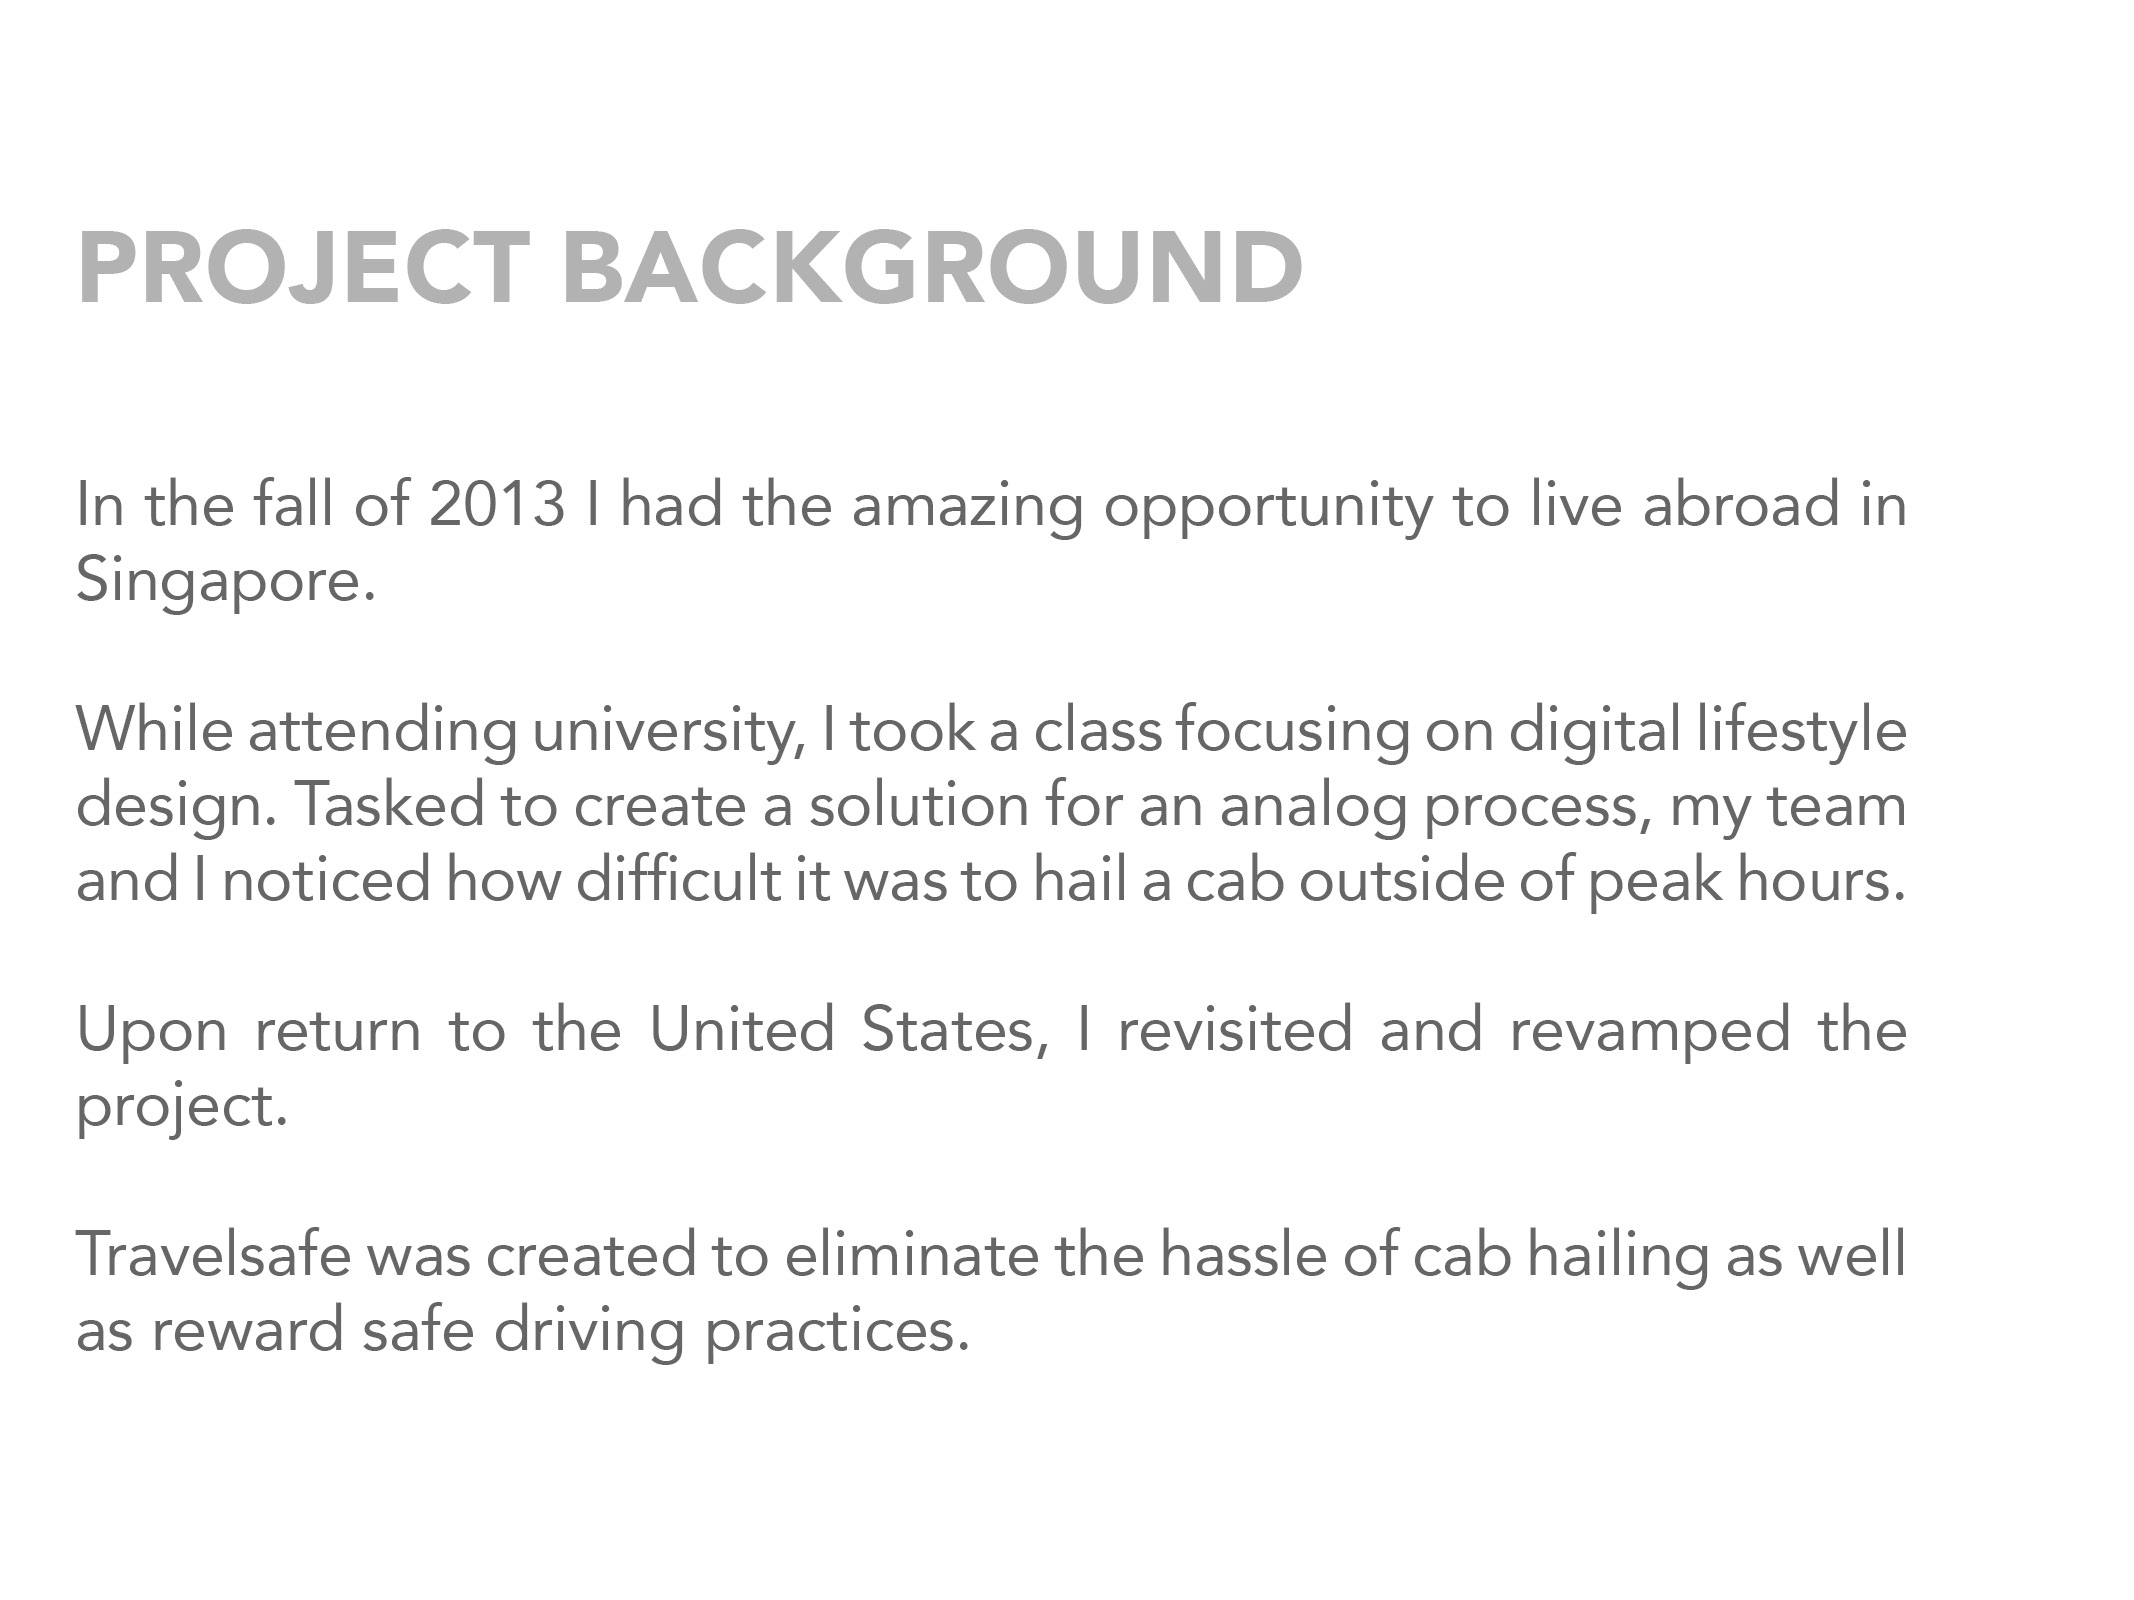 PROJECT BACKGROUND
In the fall of 2013 I had the amazing opportunity to live abroad in
Singapore.
While attending university, I took a class focusing on digital lifestyle
design. Tasked to create a solution for an analog process, my team
and I noticed how difficult it was to hail a cab outside of peak hours.
Upon return to the United States, I revisited and revamped the
project.
Travelsafe was created to eliminate the hassle of cab hailing as well
as reward safe driving practices.